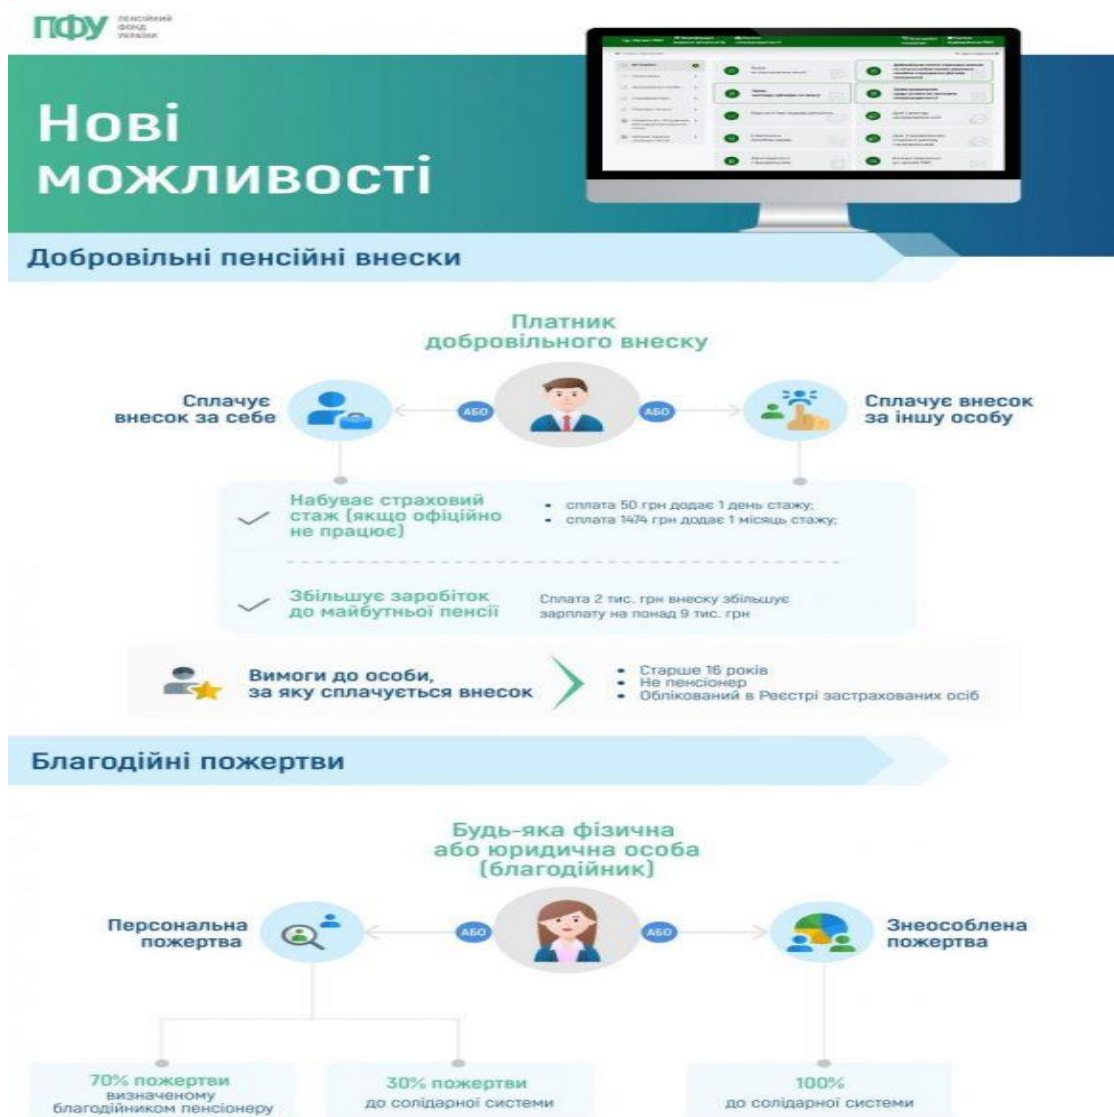 ПФУ
ПЕНСІЙНИЙ
ФОНД
УКРАЇНИ
Нові
можливості
Добровільні пенсійні внески
Платник
добровільного внеску
Сплачує
внесок за себе
АБО
АБО
Сплачує внесок
за іншу особу
Набуває страховий
стаж (якщо офіційно
не працює)
• сплата 50 грн додає 1 день стажу;
• сплата 1474 грн додає 1 місяць стажу;
Збільшує заробіток
до майбутньої пенсії
Сплата 2 тис. грн внеску збільшує
зарплату на понад 9 тис. грн
Вимоги до особи,
за яку сплачується внесок
• Старше 16 років
• Не пенсіонер
• Облікований в Реєстрі застрахованих осіб
Благодійні пожертви
Будь-яка фізична
або юридична особа
(благодійник)
Персональна
пожертва
АБО
АБО
Знеособлена
пожертва
70% пожертви
визначеному
благодійником пенсіонеру
30% пожертви
до солідарної системи
100%
до солідарної системи